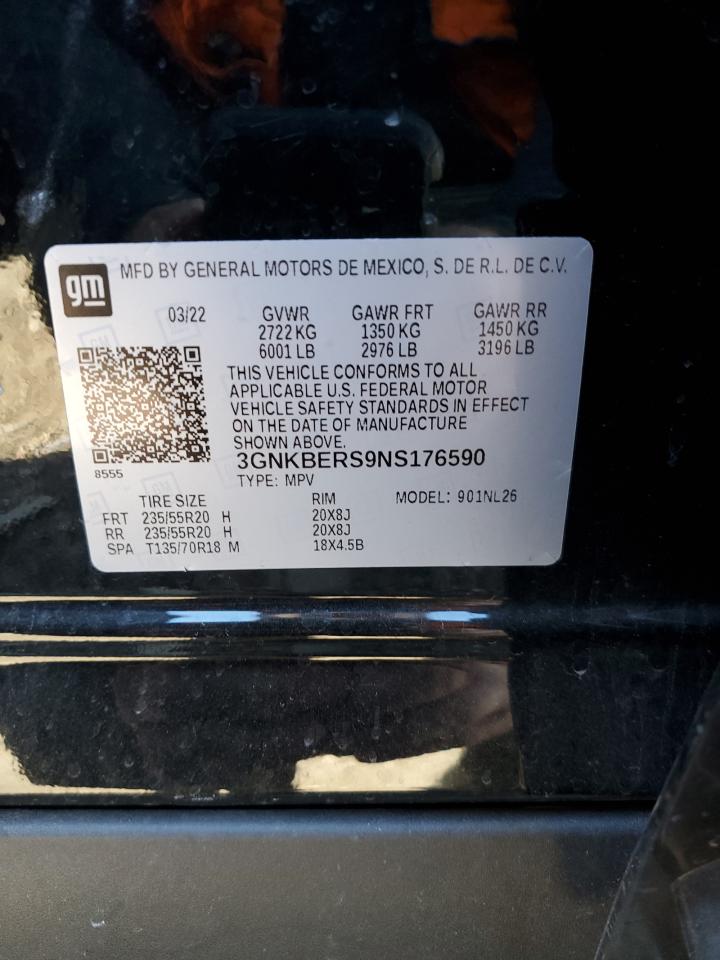 gm
MFD BY GENERAL MOTORS DE MEXICO, S. DE R.L. DE C.V.
03/22 GVWR GAWR FRT GAWR RR
2722 KG 1350 KG 1450 KG
6001 LB 2976 LB 3196 LB
THIS VEHICLE CONFORMS TO ALL
APPLICABLE U.S. FEDERAL MOTOR
VEHICLE SAFETY STANDARDS IN EFFECT
ON THE DATE OF MANUFACTURE
SHOWN ABOVE.
3GNKBERS9NS176590
8555
TYPE: MPV
MODEL: 901NL26
TIRE SIZE RIM
FRT 235/55R20 H 20X8J
RR 235/55R20 H 20X8J
SPA T135/70R18 M 18X4.5B